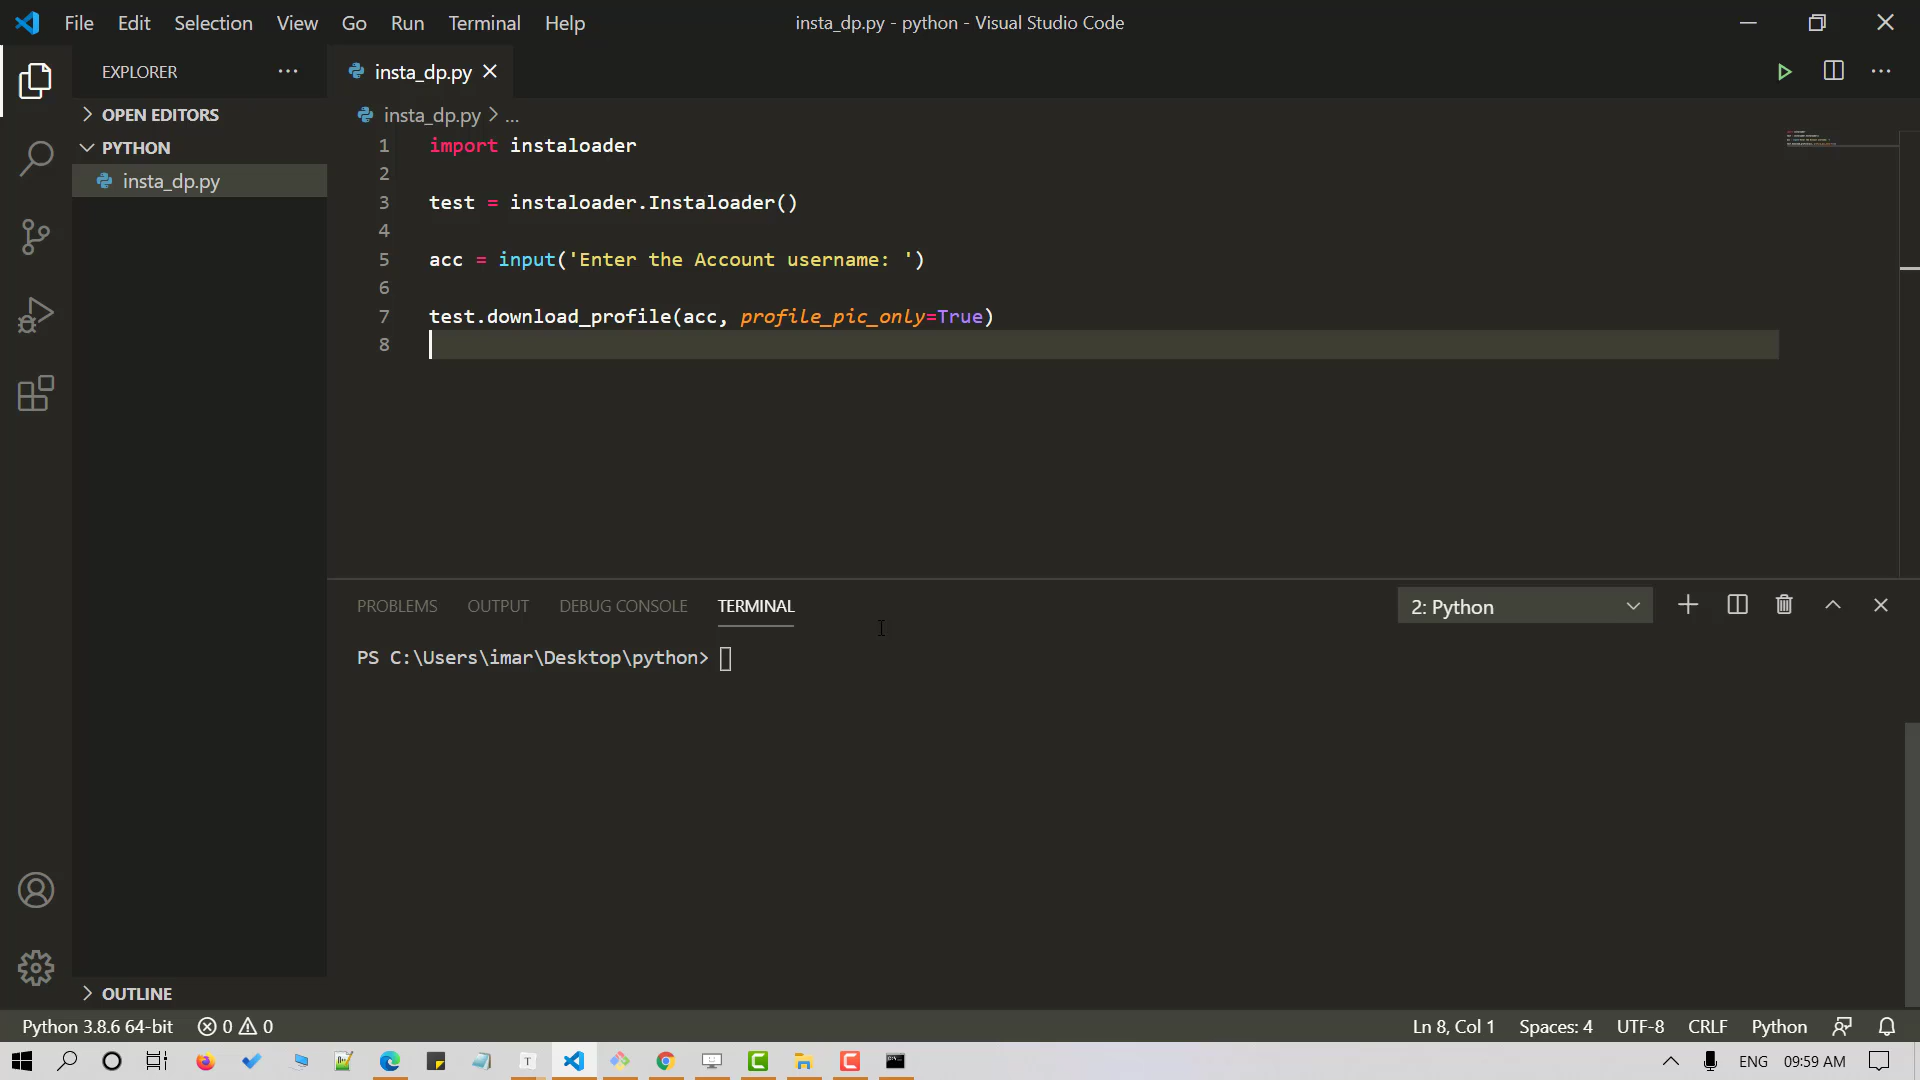 File Edit Selection View Go Run Terminal Help
insta_dp.py - python - Visual Studio Code
EXPLORER
OPEN EDITORS
PYTHON
insta_dp.py
OUTLINE
insta_dp.py
insta_dp.py > ...
1 import instaloader
2
3 test = instaloader.Instaloader()
4
5 acc = input('Enter the Account username: ')
6
7 test.download_profile(acc, profile_pic_only=True)
8
PROBLEMS OUTPUT DEBUG CONSOLE TERMINAL
2: Python
PS C:\Users\imar\Desktop\python>
Python 3.8.6 64-bit 0 0
Ln 8, Col 1 Spaces: 4 UTF-8 CRLF Python
ENG 09:59 AM